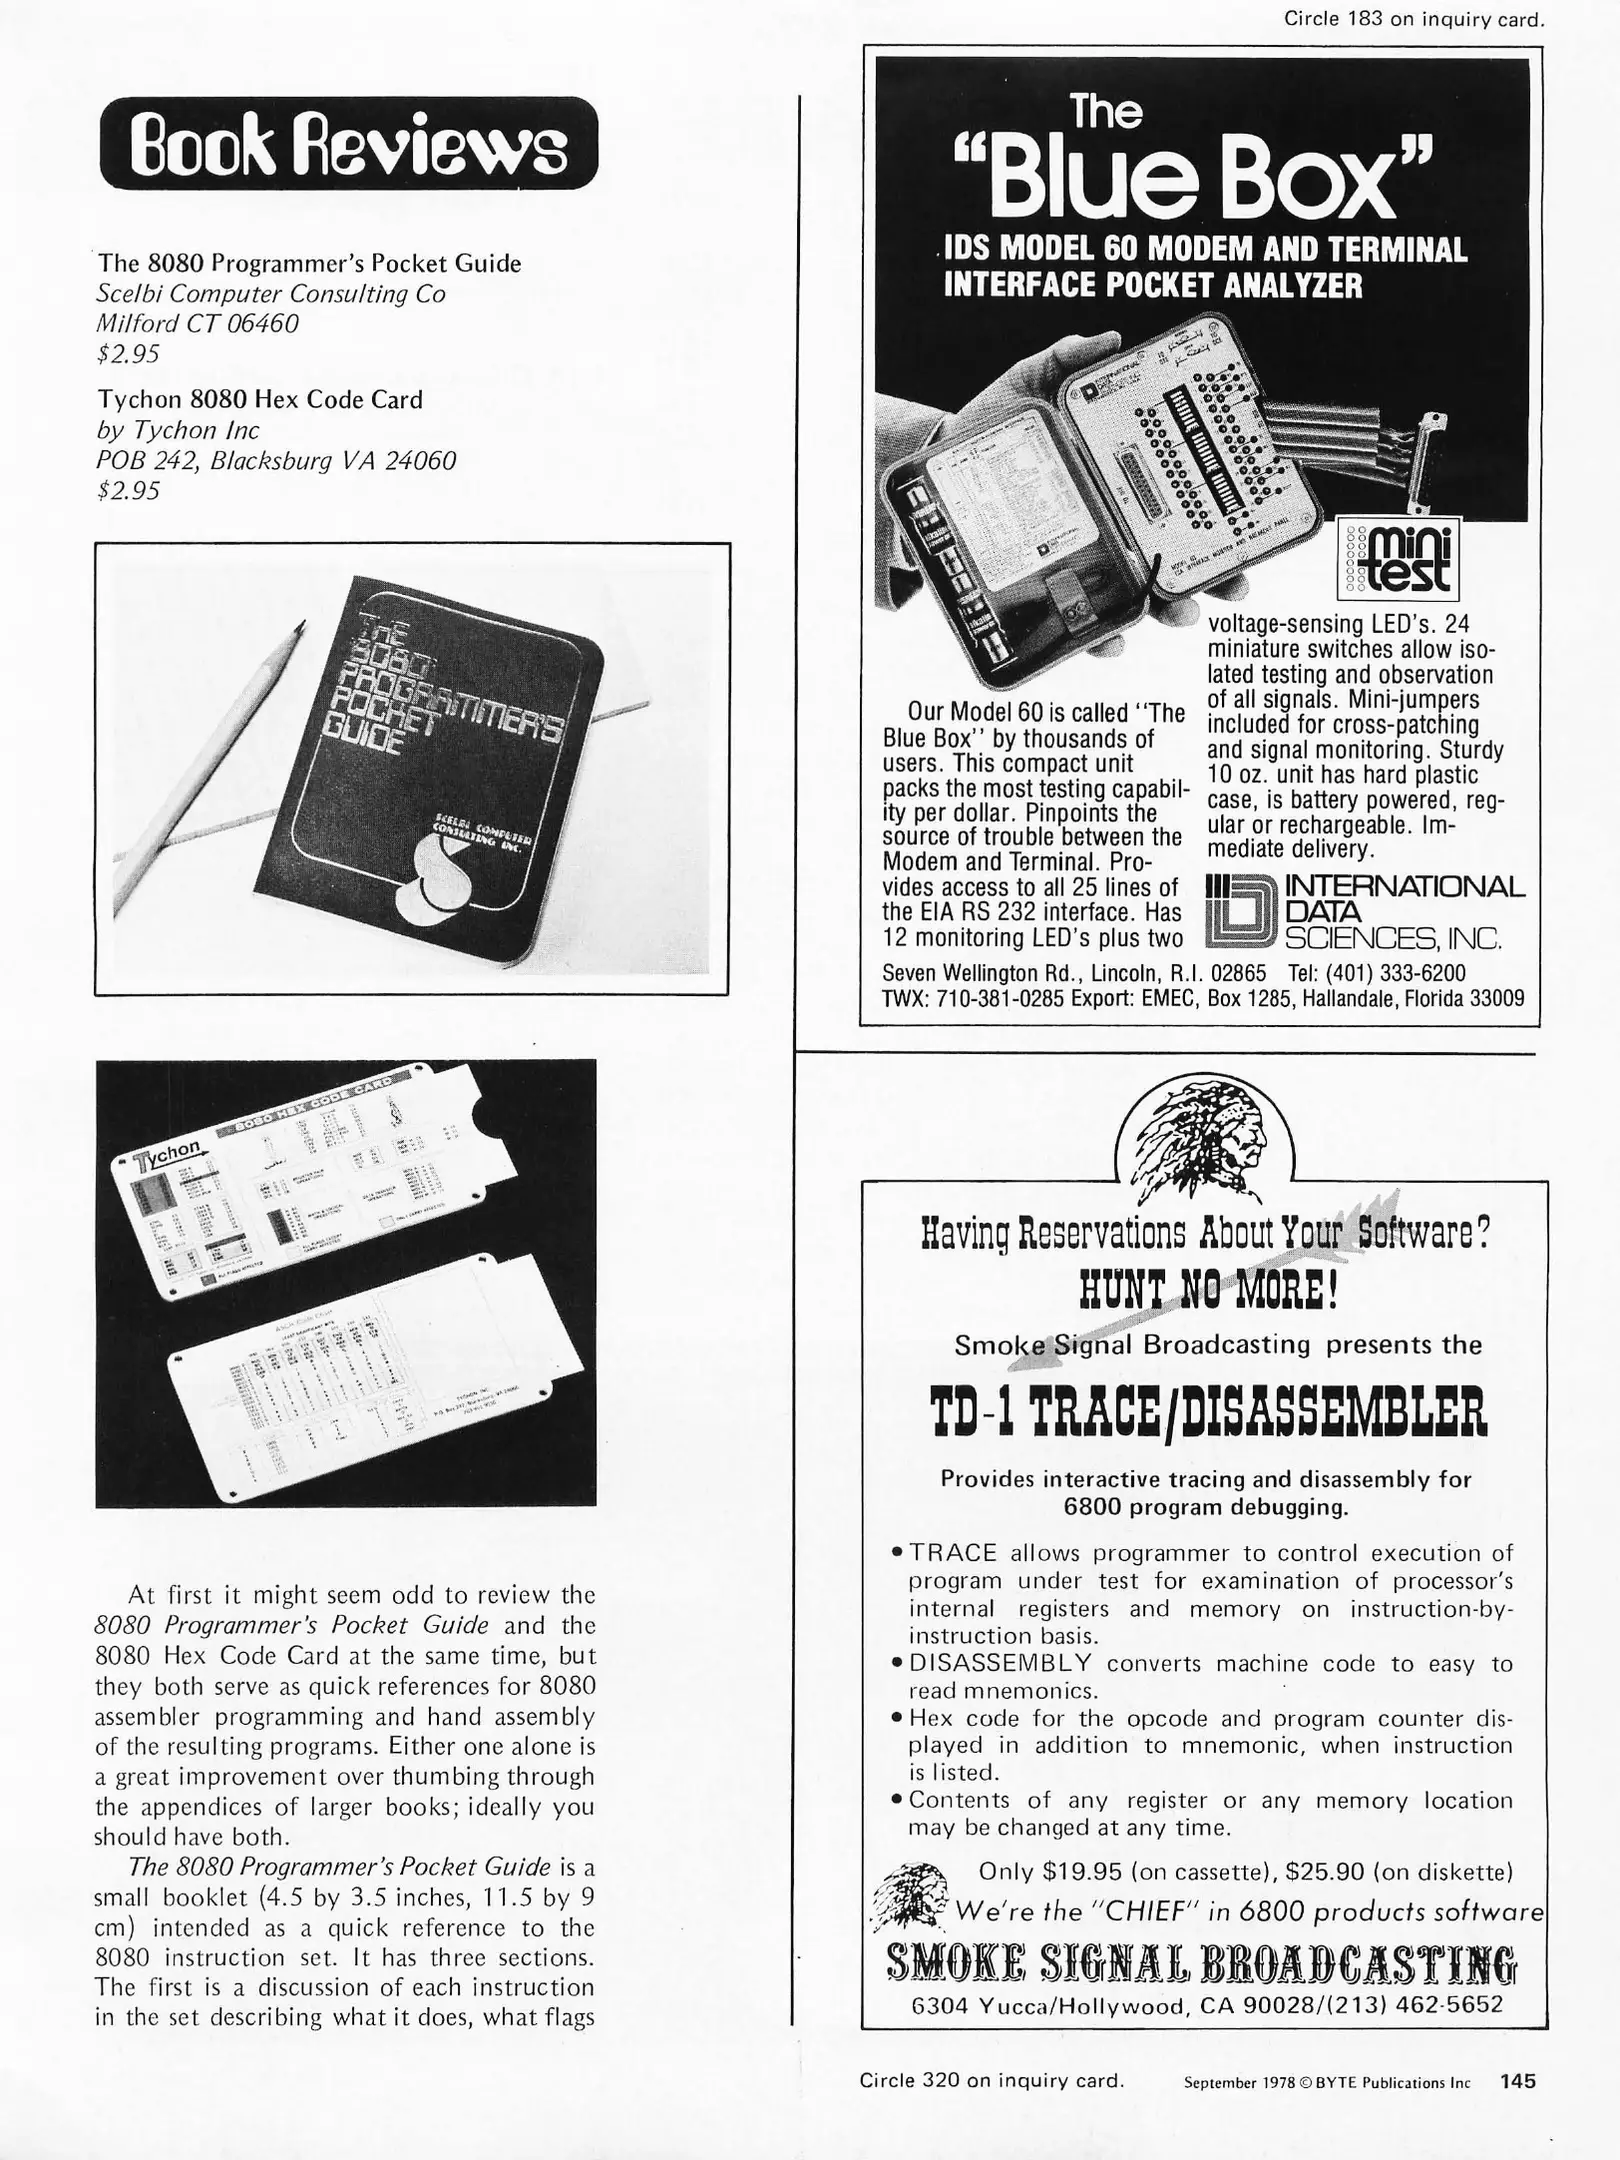 Circle 183 on inquiry card.
Book Reviews
The 8080 Programmer's Pocket Guide
Scelbi Computer Consulting Co
Milford CT 06460
$2.95
Tychon 8080 Hex Code Card
by Tychon Inc
POB 242, Blacksburg VA 24060
$2.95
THE
8080
PROGRAMMER'S
POCKET
GUIDE
SCELBI COMPUTER
CONSULTING INC.
Tychon
8080 HEX CODE CARD
At first it might seem odd to review the
8080 Programmer's Pocket Guide and the
8080 Hex Code Card at the same time, but
they both serve as quick references for 8080
assembler programming and hand assembly
of the resulting programs. Either one alone is
a great improvement over thumbing through
the appendices of larger books; ideally you
should have both.
The 8080 Programmer's Pocket Guide is a
small booklet (4.5 by 3.5 inches, 11.5 by 9
cm) intended as a quick reference to the
8080 instruction set. It has three sections.
The first is a discussion of each instruction
in the set describing what it does, what flags
The
"Blue Box"
IDS MODEL 60 MODEM AND TERMINAL
INTERFACE POCKET ANALYZER
mini
test
Our Model 60 is called "The
Blue Box" by thousands of
users. This compact unit
packs the most testing capabil-
ity per dollar. Pinpoints the
source of trouble between the
Modem and Terminal. Pro-
vides access to all 25 lines of
the EIA RS 232 interface. Has
12 monitoring LED's plus two
voltage-sensing LED's. 24
miniature switches allow iso-
lated testing and observation
of all signals. Mini-jumpers
included for cross-patching
and signal monitoring. Sturdy
10 oz. unit has hard plastic
case, is battery powered, reg-
ular or rechargeable. Im-
mediate delivery.
INTERNATIONAL
DATA
SCIENCES, INC.
Seven Wellington Rd., Lincoln, R.I. 02865 Tel: (401) 333-6200
TWX: 710-381-0285 Export: EMEC, Box 1285, Hallandale, Florida 33009
Having Reservations About Your Software?
HUNT NO MORE!
Smoke Signal Broadcasting presents the
TD-1 TRACE/DISASSEMBLER
Provides interactive tracing and disassembly for
6800 program debugging.
• TRACE allows programmer to control execution of
program under test for examination of processor's
internal registers and memory on instruction-by-
instruction basis.
• DISASSEMBLY converts machine code to easy to
read mnemonics.
• Hex code for the opcode and program counter dis-
played in addition to mnemonic, when instruction
is listed.
• Contents of any register or any memory location
may be changed at any time.
Only $19.95 (on cassette), $25.90 (on diskette)
We're the "CHIEF" in 6800 products software
SMOKE SIGNAL BROADCASTING
6304 Yucca/Hollywood, CA 90028/(213) 462-5652
Circle 320 on inquiry card.
September 1978 © BYTE Publications Inc 145